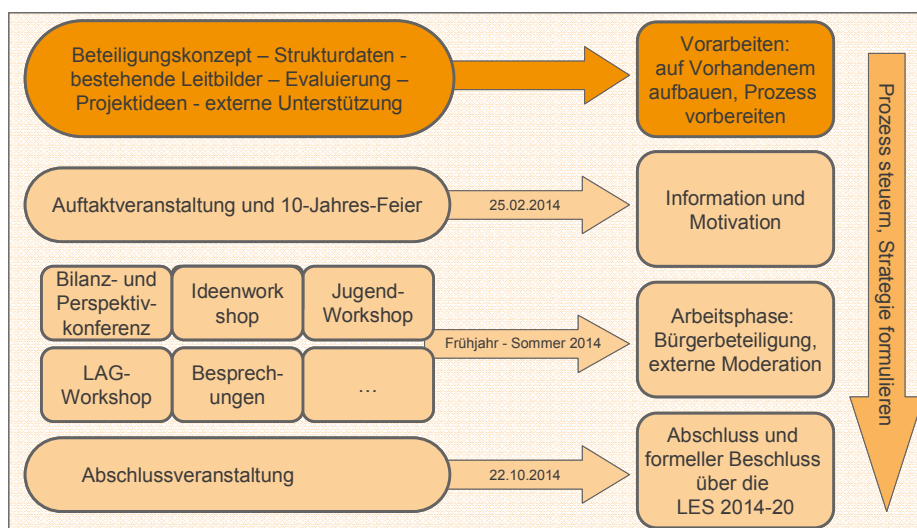 Beteiligungskonzept – Strukturdaten -
bestehende Leitbilder – Evaluierung –
Projektideen - externe Unterstützung
Vorarbeiten:
auf Vorhandenem
aufbauen, Prozess
vorbereiten
Auftaktveranstaltung und 10-Jahres-Feier
25.02.2014
Information und
Motivation
Bilanz- und
Perspektiv-
konferenz
Ideenwork
shop
Jugend-
Workshop
LAG-
Workshop
Besprech-
ungen
…
Frühjahr - Sommer 2014
Arbeitsphase:
Bürgerbeteiligung,
externe Moderation
Abschlussveranstaltung
22.10.2014
Abschluss und
formeller Beschluss
über die
LES 2014-20
Prozess steuern, Strategie formulieren